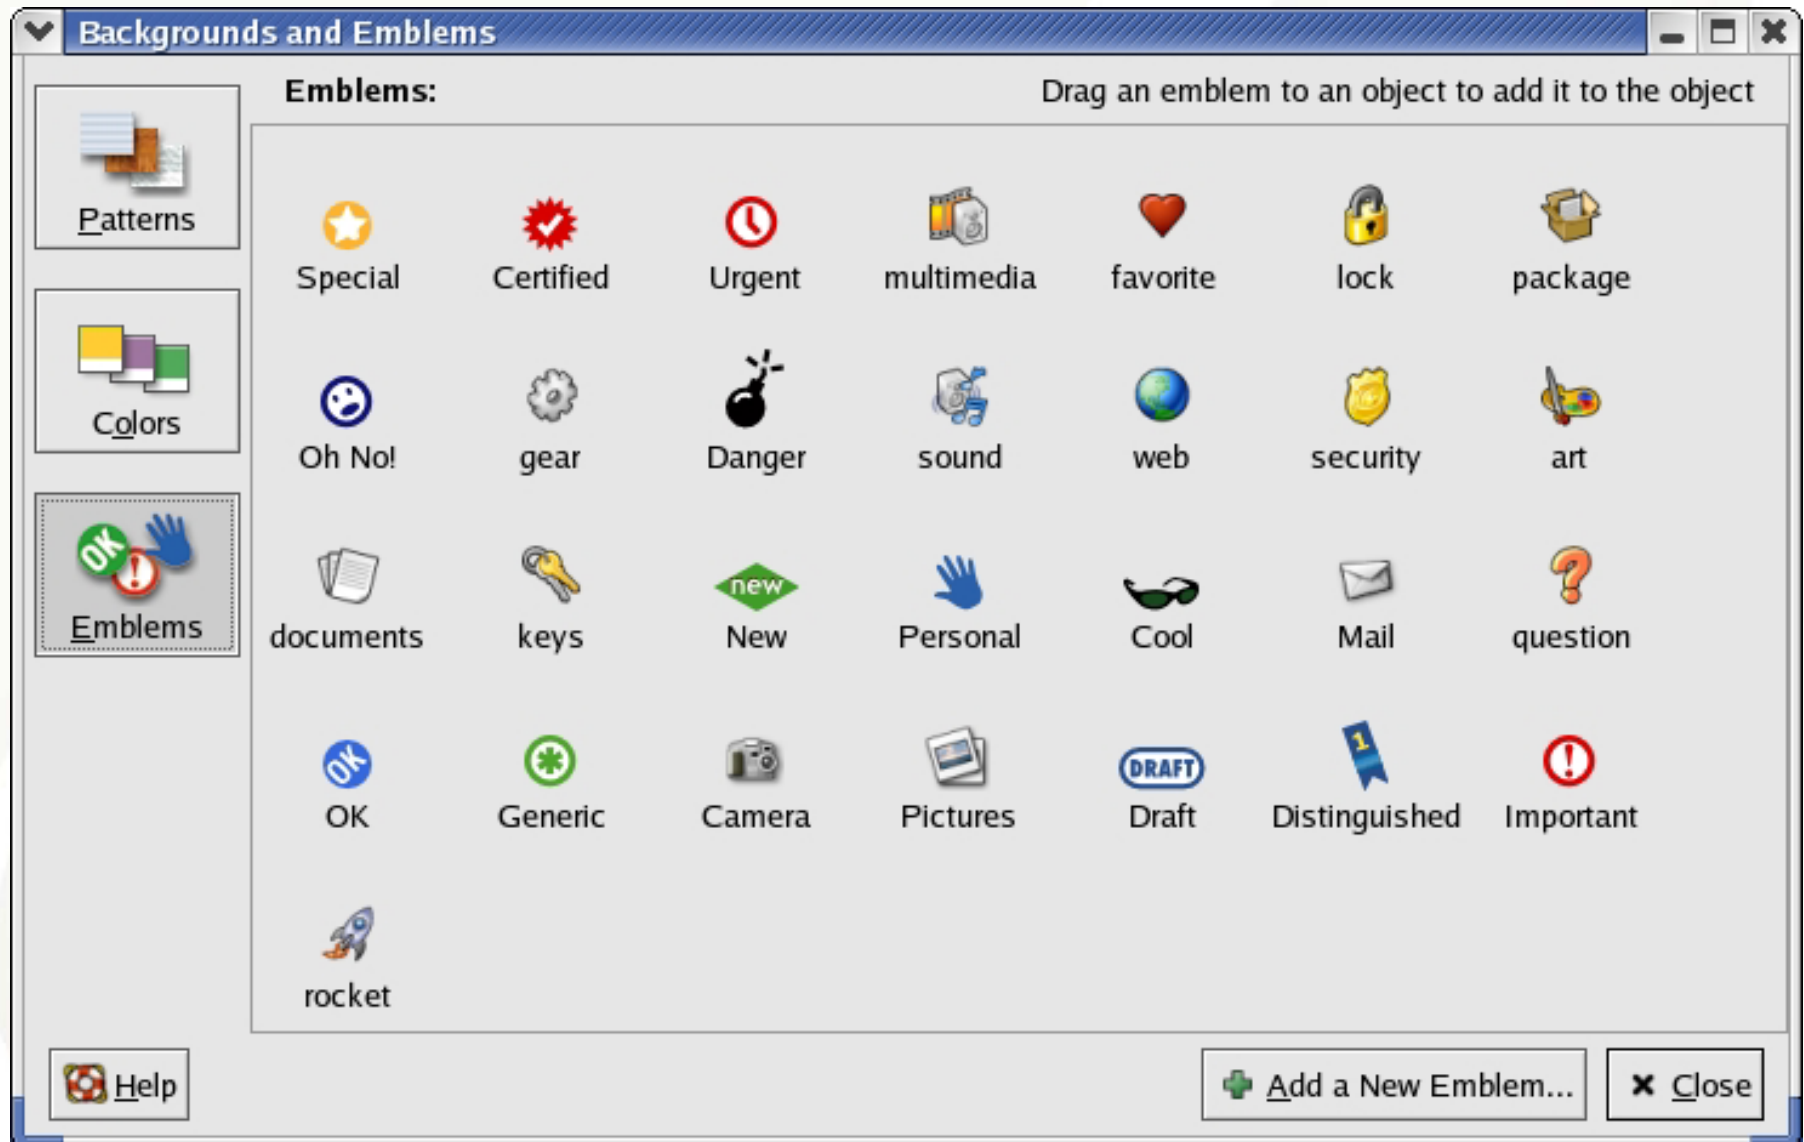 Backgrounds and Emblems
Emblems: Drag an emblem to an object to add it to the object
Patterns
Colors
OK
Emblems
Special Certified Urgent multimedia favorite lock package
Oh No! gear Danger sound web security art
new
documents keys New Personal Cool Mail question
OK DRAFT 1
OK Generic Camera Pictures Draft Distinguished Important
rocket
Help Add a New Emblem... Close